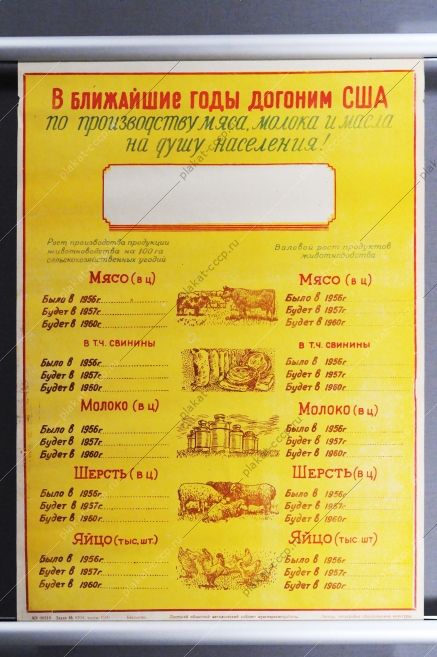 В ближайшие годы догоним США
по производству мяса, молока и масла
на душу населения!
Рост производства продукции
животноводства на 100 га
сельскохозяйственных угодий
Валовой рост продуктов
животноводства
Мясо (в ц)
Было в 1956г.
Будет в 1957г.
Будет в 1960г.
Мясо (в ц)
Было в 1956г.
Будет в 1957г.
Будет в 1960г.
в т.ч. свинины
Было в 1956г.
Будет в 1957г.
Будет в 1960г.
в т.ч. свинины
Было в 1956г.
Будет в 1957г.
Будет в 1960г.
Молоко (в ц)
Было в 1956г.
Будет в 1957г.
Будет в 1960г.
Молоко (в ц)
Было в 1956г.
Будет в 1957г.
Будет в 1960г.
Шерсть (в ц)
Было в 1956г.
Будет в 1957г.
Будет в 1960г.
Шерсть (в ц)
Было в 1956г.
Будет в 1957г.
Будет в 1960г.
Яйцо (тыс. шт.)
Было в 1956г.
Будет в 1957г.
Будет в 1960г.
Яйцо (тыс. шт)
Было в 1956г.
Будет в 1957г.
Будет в 1960г.
plakat-cccp.ru